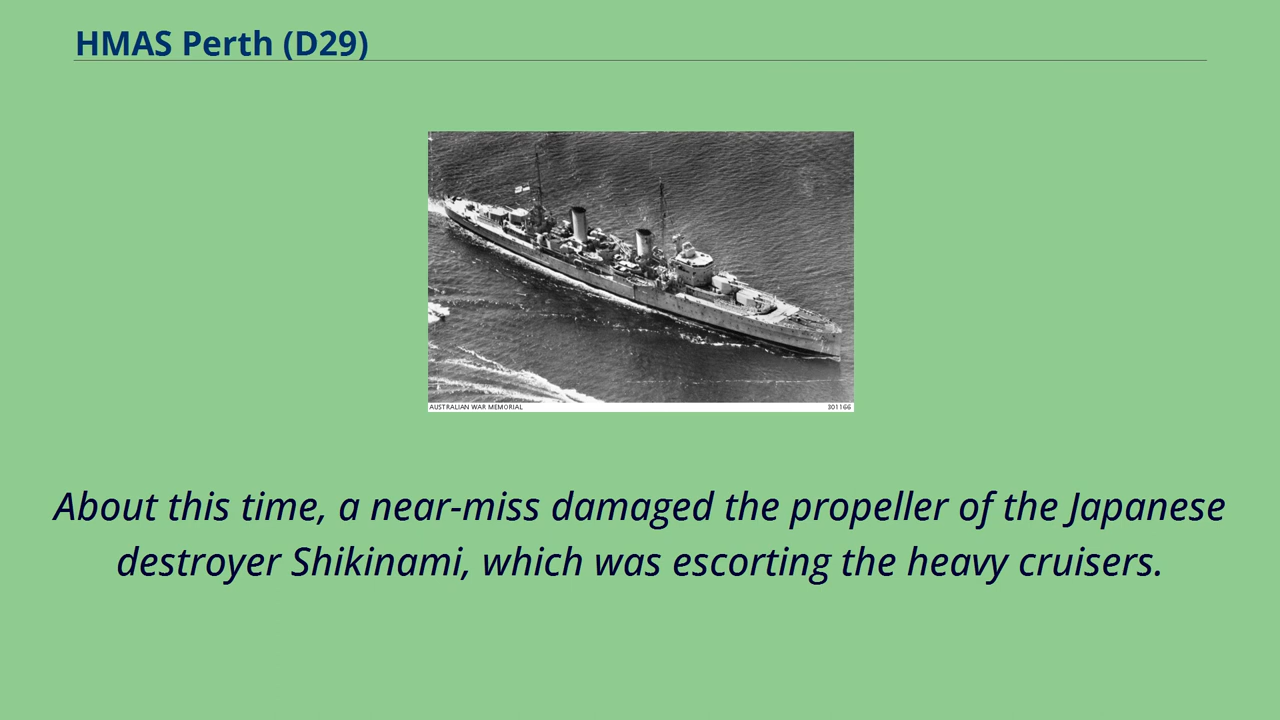 HMAS Perth (D29)
AUSTRALIAN WAR MEMORIAL 301166
About this time, a near-miss damaged the propeller of the Japanese
destroyer Shikinami, which was escorting the heavy cruisers.